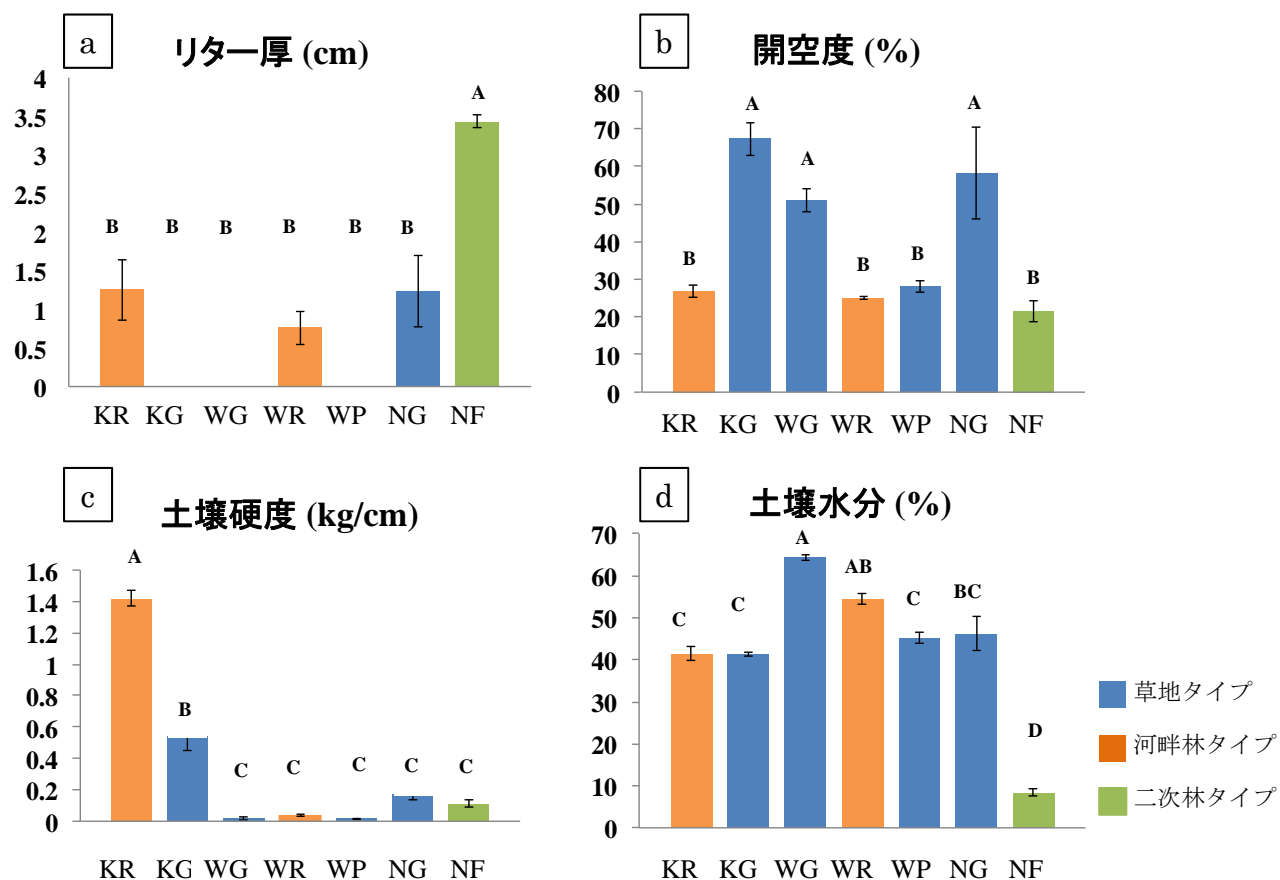 a
リター厚 (cm)
4
3.5
3
2.5
2
1.5
1
0.5
0
B B B B B B A
KR KG WG WR WP NG NF
b
開空度 (%)
80
70
60
50
40
30
20
10
0
B A A B B A B
KR KG WG WR WP NG NF
c
土壌硬度 (kg/cm)
1.6
1.4
1.2
1
0.8
0.6
0.4
0.2
0
A B C C C C C
KR KG WG WR WP NG NF
d
土壌水分 (%)
70
60
50
40
30
20
10
0
C C A AB C BC D
KR KG WG WR WP NG NF
草地タイプ
河畔林タイプ
二次林タイプ